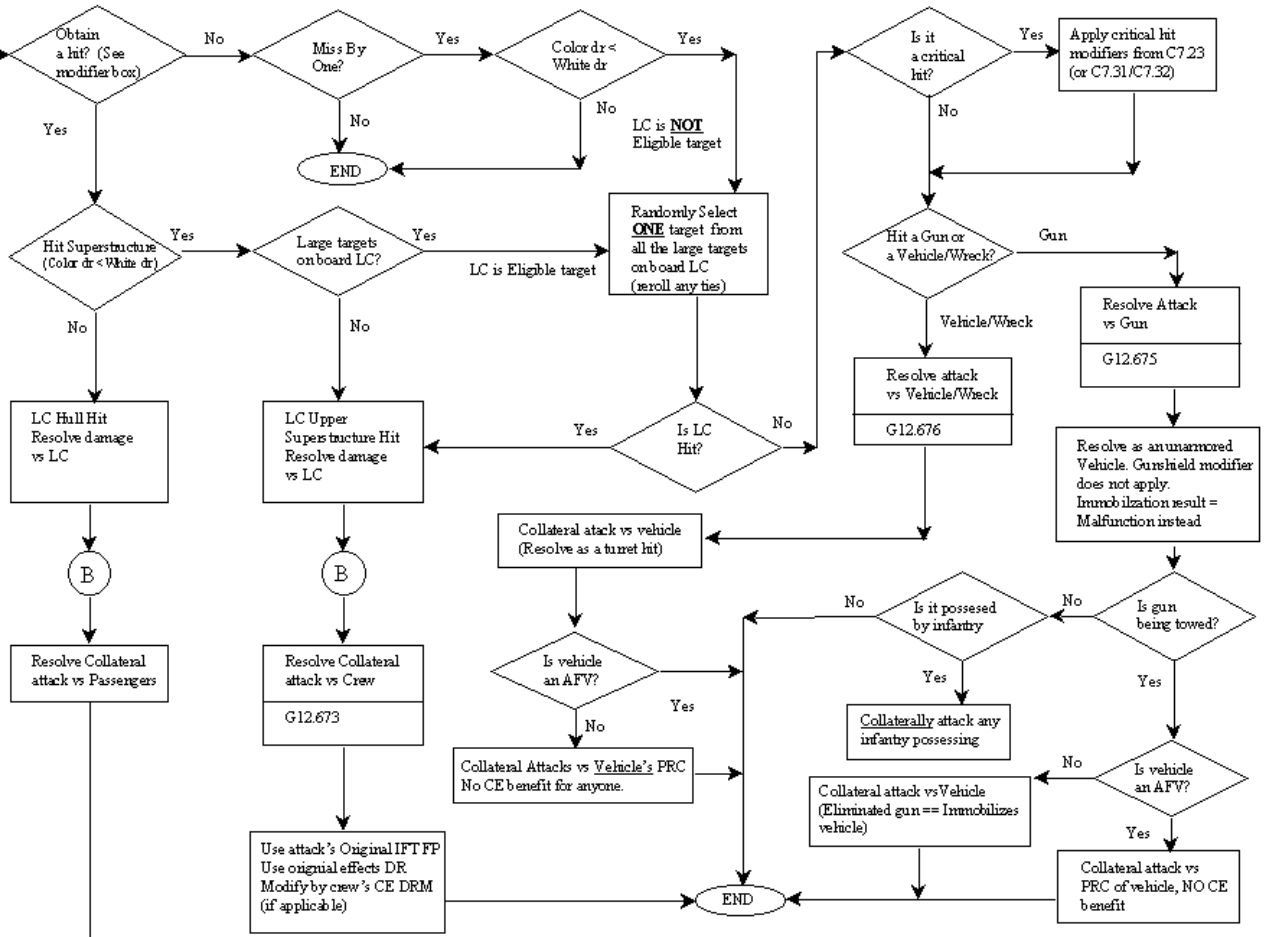 Obtain
a hit? (See
modifier box)
No
Miss By
One?
Yes
Color dr <
White dr
Yes
Is it
a critical
hit?
Yes
Apply critical hit
modifiers from C7.23
(or C7.31/C7.32)
Yes
No
No
No
LC is NOT
Eligible target
END
Hit Superstructure
(Color dr < White dr)
Yes
Large targets
on board LC?
Yes
LC is Eligible target
Randomly Select
ONE target from
all the large targets
on board LC
(reroll any ties)
Hit a Gun or
a Vehicle/Wreck?
Gun
No
No
Vehicle/Wreck
Resolve Attack
vs Gun
G12.675
LC Hull Hit
Resolve damage
vs LC
LC Upper
Superstructure Hit
Resolve damage
vs LC
Yes
Is LC
Hit?
No
Resolve attack
vs Vehicle/Wreck
G12.676
Resolve as an unarmored
Vehicle. Gunshield modifier
does not apply.
Immobilzation result =
Malfunction instead
Collateral atack vs vehicle
(Resolve as a turret hit)
B
B
No
Is it possesed
by infantry
No
Is gun
being towed?
Resolve Collateral
attack vs Passengers
Resolve Collateral
attack vs Crew
G12.673
Is vehicle
an AFV?
Yes
No
Yes
Yes
Collaterally attack any
infantry possessing
Collateral Attacks vs Vehicle's PRC
No CE benefit for anyone.
Collateral attack vsVehicle
(Eliminated gun == Immobilizes
vehicle)
No
Is vehicle
an AFV?
Yes
Use attack's Original IFT FP
Use orignial effects DR
Modify by crew's CE DRM
(if applicable)
END
Collateral attack vs
PRC of vehicle, NO CE
benefit